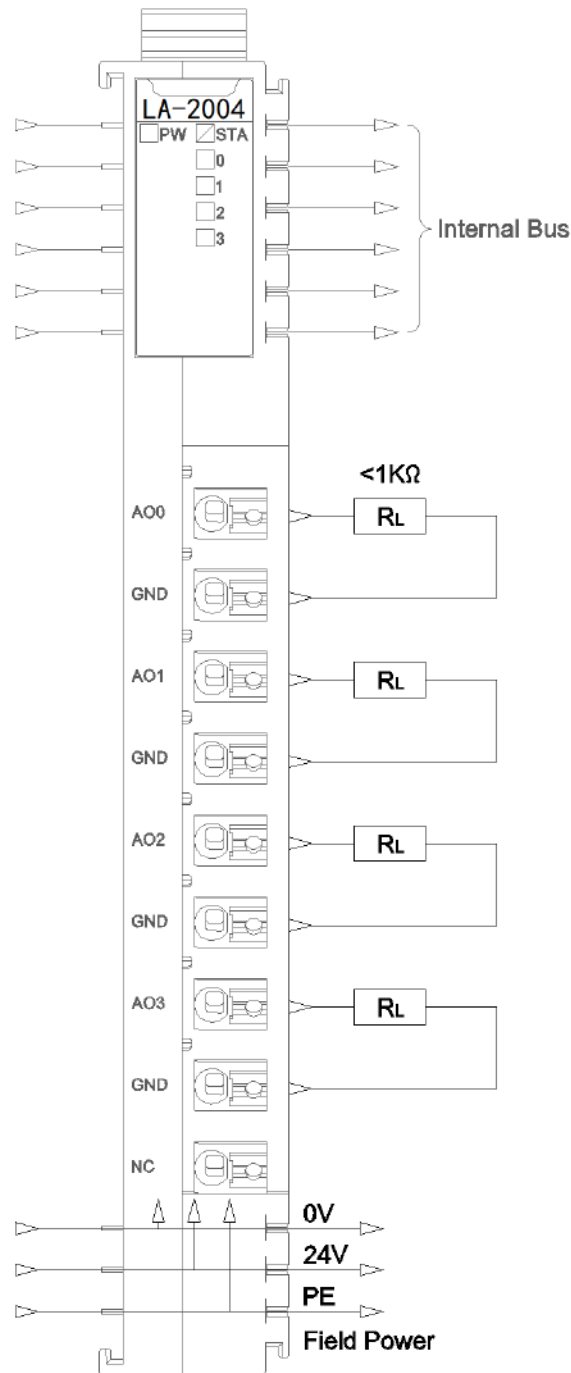 LA-2004
PW STA
0
1
2
3
Internal Bus
<1KΩ
AO0 RL
GND
AO1 RL
GND
AO2 RL
GND
AO3 RL
GND
NC
0V
24V
PE
Field Power